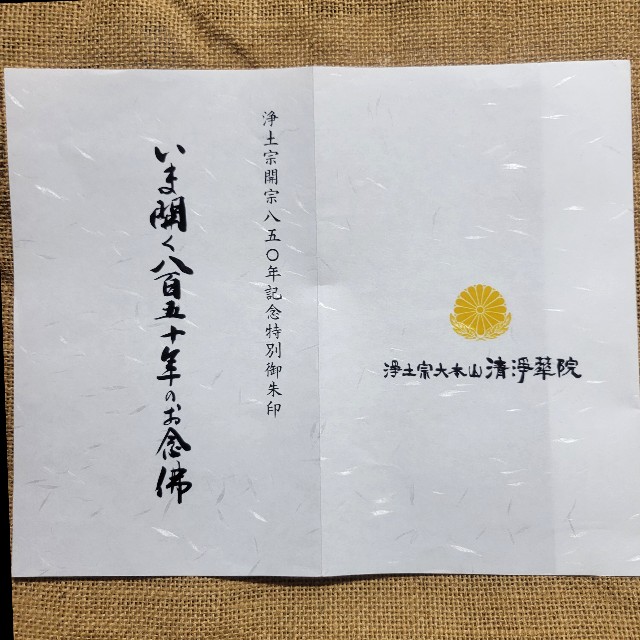 浄土宗大本山 清浄華院
浄土宗開宗八五〇年記念特別御朱印
いま開く八百五十年のお念佛